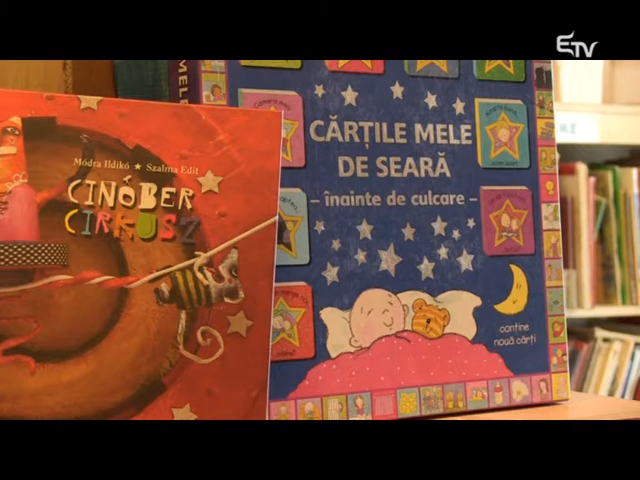 ETV
Módra Ildikó ★ Szalma Edit
CINÓBER
CIRKUSZ
CĂRȚILE MELE
DE SEARĂ
- înainte de culcare -
conține
nouă cărți